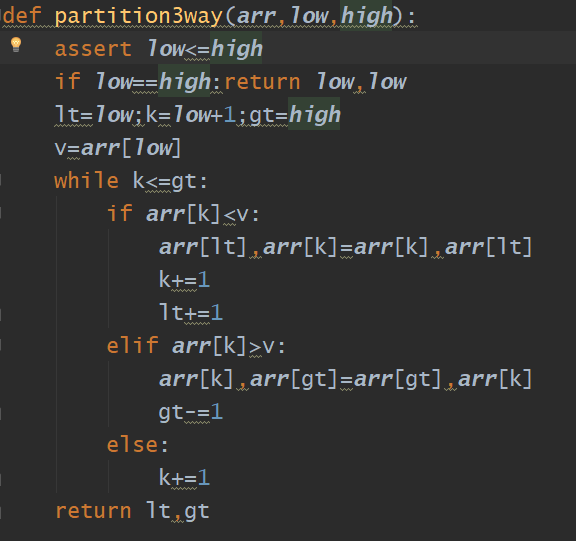 def partition3way(arr,low,high):
    assert low<=high
    if low==high:return low,low
    lt=low;k=low+1;gt=high
    v=arr[low]
    while k<=gt:
        if arr[k]<v:
            arr[lt],arr[k]=arr[k],arr[lt]
            k+=1
            lt+=1
        elif arr[k]>v:
            arr[k],arr[gt]=arr[gt],arr[k]
            gt-=1
        else:
            k+=1
    return lt,gt